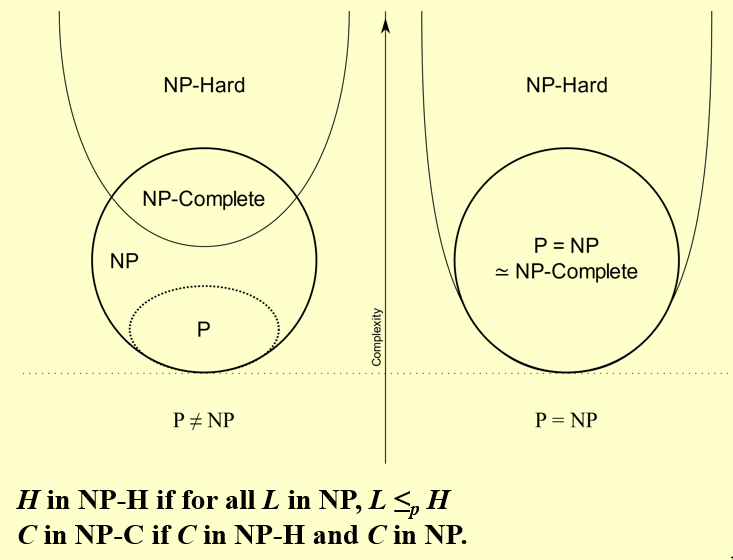 NP-Hard
NP-Complete
NP
P
P ≠ NP
Complexity
NP-Hard
P = NP
≃ NP-Complete
P = NP
H in NP-H if for all L in NP, L ≤p H
C in NP-C if C in NP-H and C in NP.